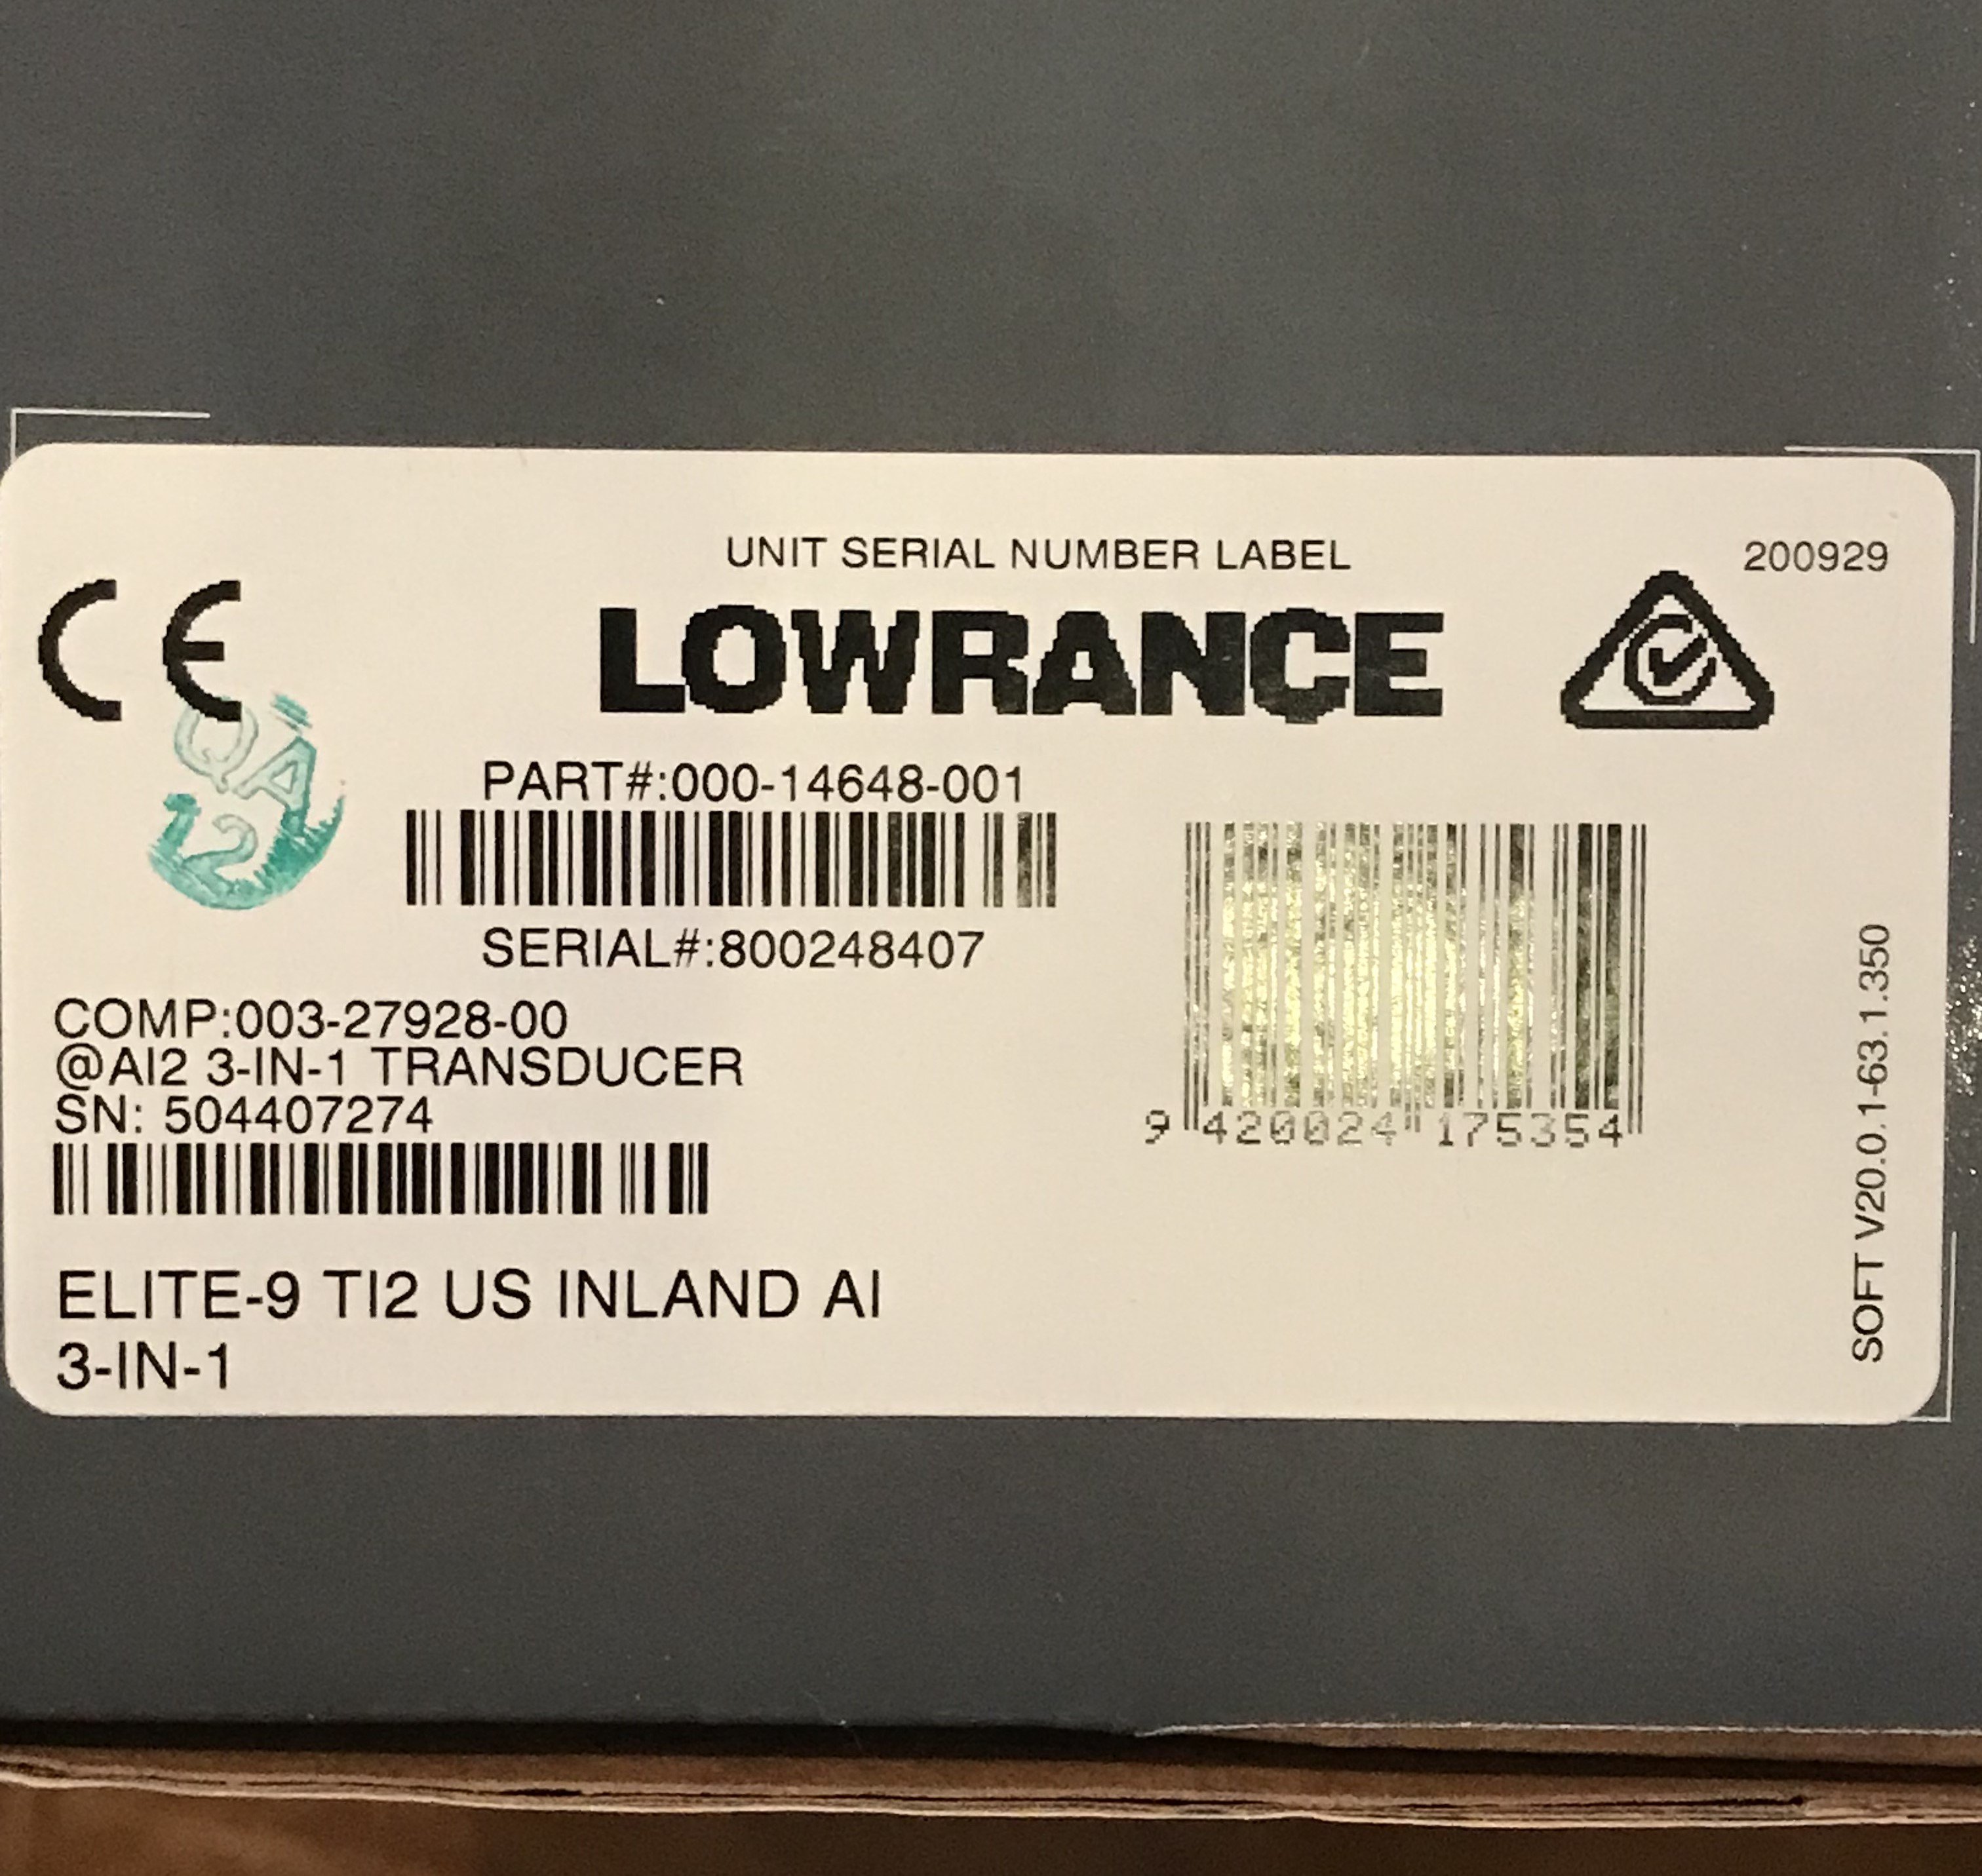 UNIT SERIAL NUMBER LABEL
200929
CE
LOWRANCE
QA
2
PART#:000-14648-001
SERIAL#:800248407
COMP:003-27928-00
@AI2 3-IN-1 TRANSDUCER
SN: 504407274
9 420024 175354
ELITE-9 TI2 US INLAND AI
3-IN-1
SOFT V20.0.1-63.1.350